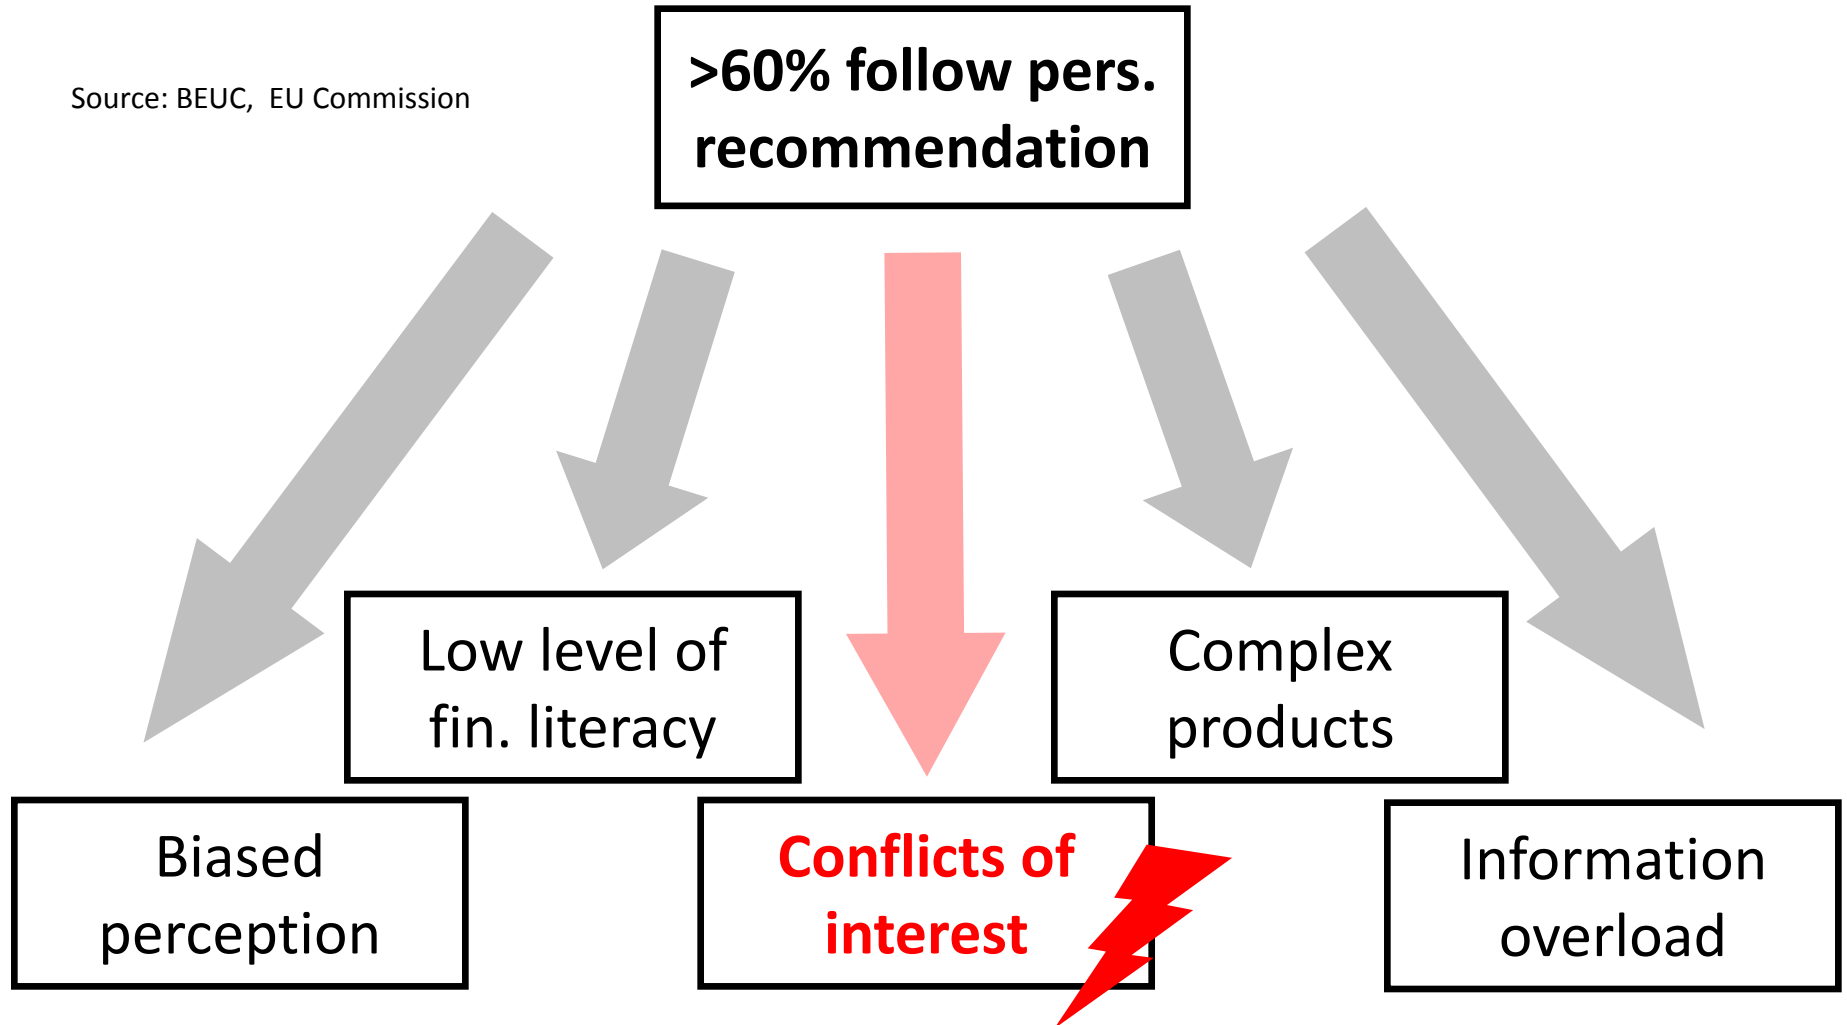 >60% follow pers.
recommendation
Source: BEUC,  EU Commission
Low level of
fin. literacy
Complex
products
Biased
perception
Conflicts of
interest
Information
overload